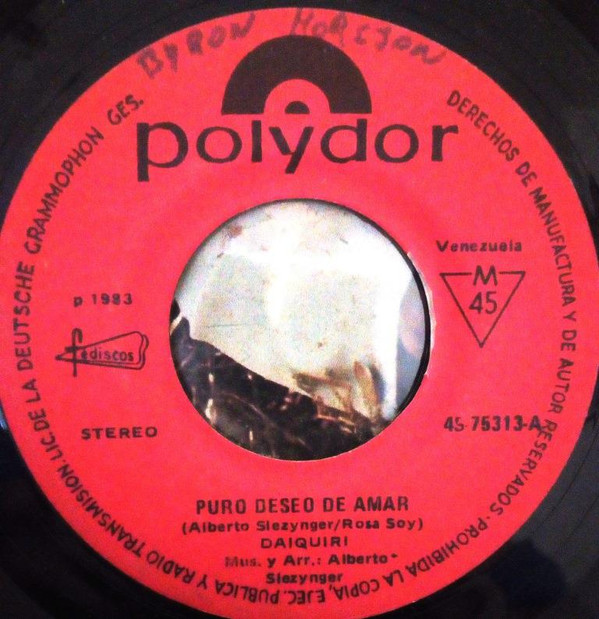 BYRON MOREJON
polydor
DERECHOS DE MANUFACTURA Y DE AUTOR RESERVADOS - PROHIBIDA LA COPIA, EJEC. PUBLICA Y RADIO TRANSMISION. LIC. DE LA DEUTSCHE GRAMMOPHON GES.
Venezuela
M
45
p 1983
fediscos
STEREO
45-75313-A
PURO DESEO DE AMAR
(Alberto Slezynger/Rosa Soy)
DAIQUIRI
Mus. y Arr.: Alberto
Slezynger